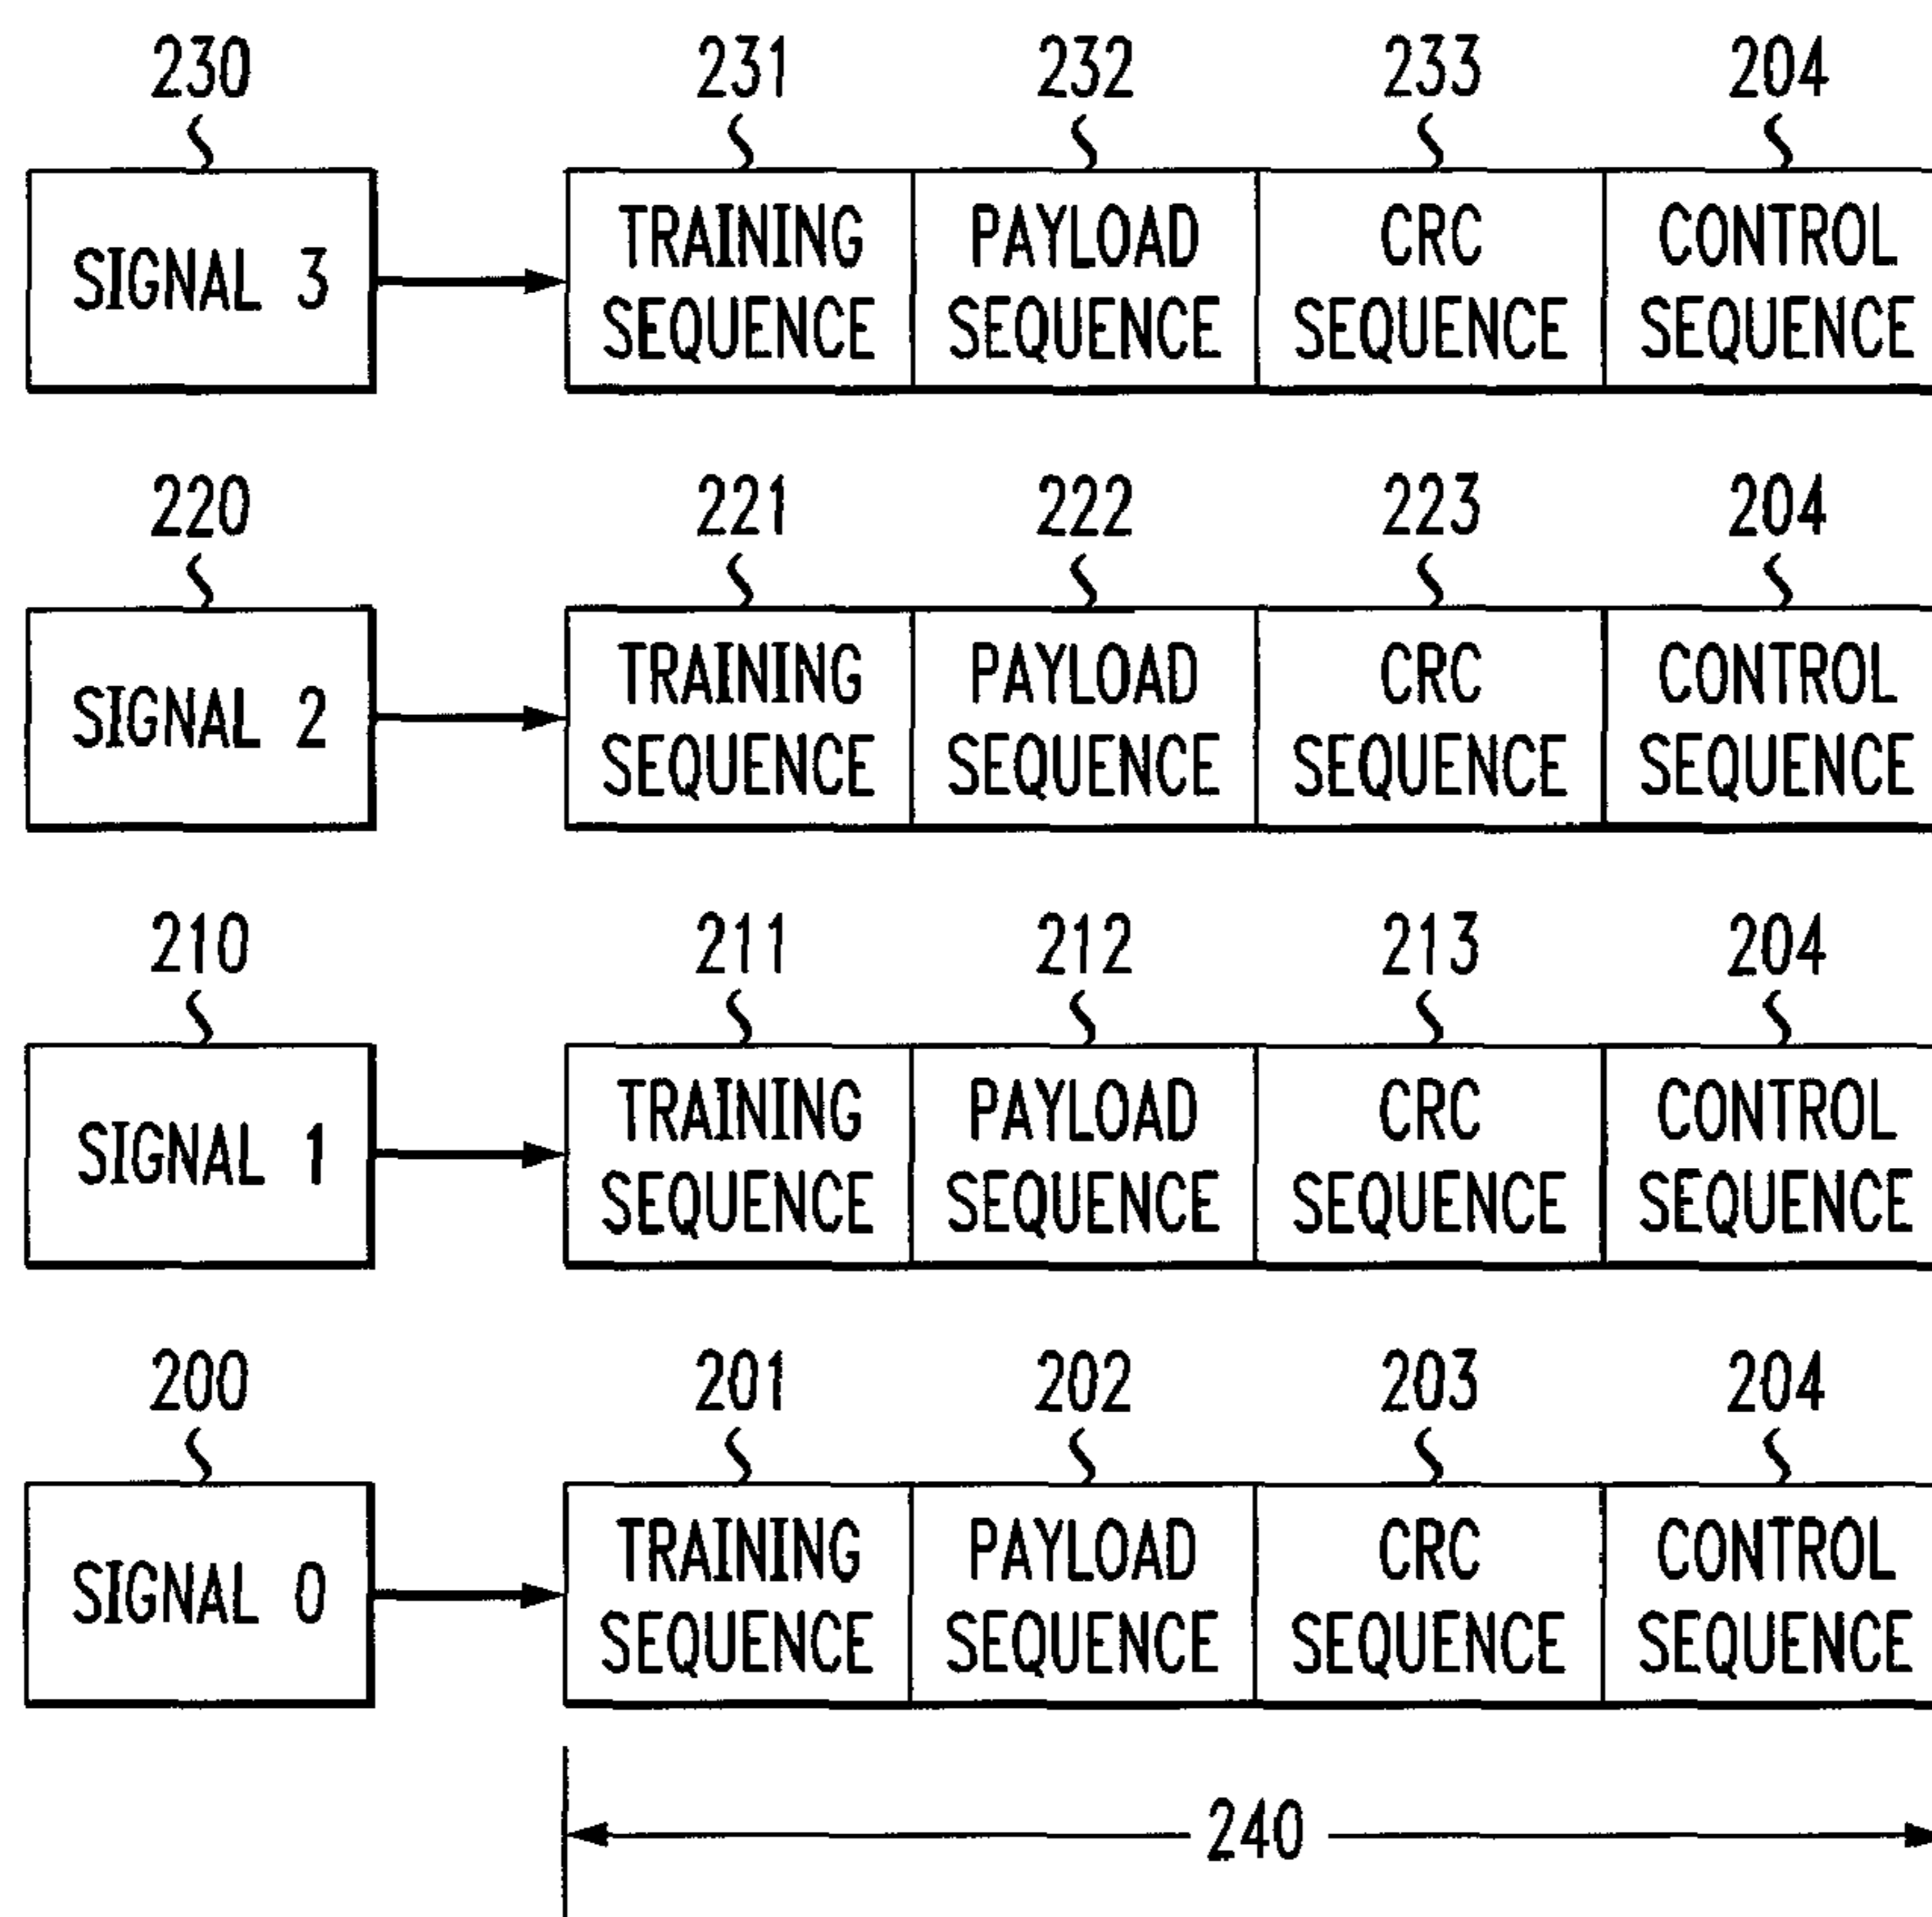 230 231 232 233 204
SIGNAL 3 TRAINING SEQUENCE PAYLOAD SEQUENCE CRC SEQUENCE CONTROL SEQUENCE
220 221 222 223 204
SIGNAL 2 TRAINING SEQUENCE PAYLOAD SEQUENCE CRC SEQUENCE CONTROL SEQUENCE
210 211 212 213 204
SIGNAL 1 TRAINING SEQUENCE PAYLOAD SEQUENCE CRC SEQUENCE CONTROL SEQUENCE
200 201 202 203 204
SIGNAL 0 TRAINING SEQUENCE PAYLOAD SEQUENCE CRC SEQUENCE CONTROL SEQUENCE
240